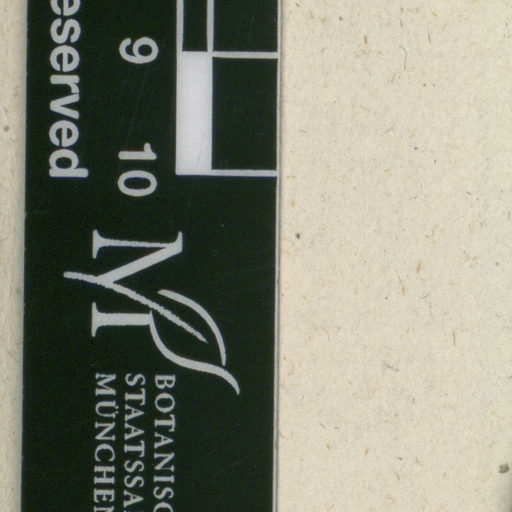 eserved
9 10
M
BOTANISC
STAATSSA
MÜNCHEN